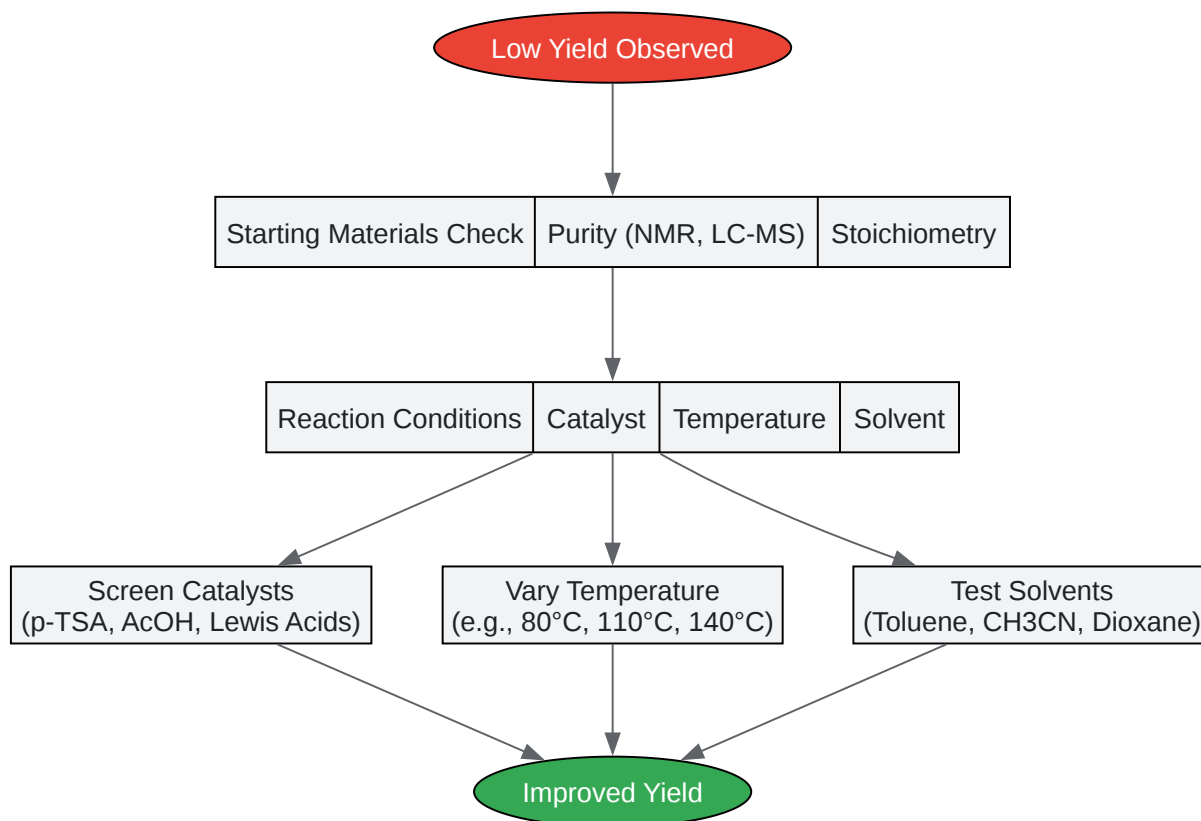 Low Yield Observed
Starting Materials Check Purity (NMR, LC-MS) Stoichiometry
Reaction Conditions Catalyst Temperature Solvent
Screen Catalysts
(p-TSA, AcOH, Lewis Acids)
Vary Temperature
(e.g., 80°C, 110°C, 140°C)
Test Solvents
(Toluene, CH3CN, Dioxane)
Improved Yield